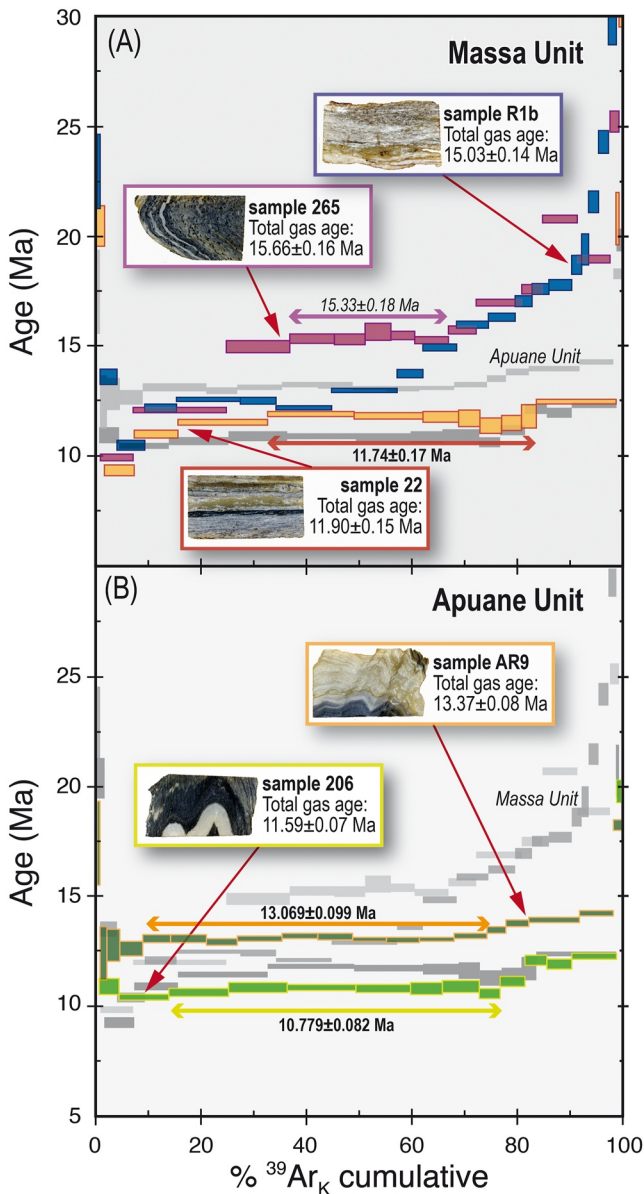 (A)
Massa Unit
30
25
20
15
10
Age (Ma)
sample R1b
Total gas age:
15.03±0.14 Ma
sample 265
Total gas age:
15.66±0.16 Ma
15.33±0.18 Ma
Apuane Unit
11.74±0.17 Ma
sample 22
Total gas age:
11.90±0.15 Ma
(B)
Apuane Unit
25
20
15
10
5
Age (Ma)
sample AR9
Total gas age:
13.37±0.08 Ma
sample 206
Total gas age:
11.59±0.07 Ma
Massa Unit
13.069±0.099 Ma
10.779±0.082 Ma
0 20 40 60 80 100
% ³⁹Arₖ cumulative